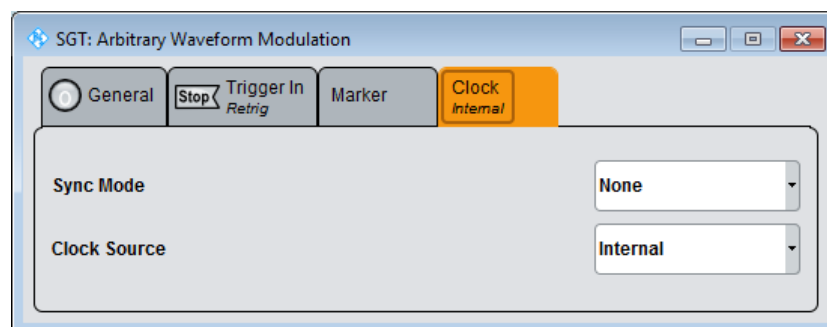 SGT: Arbitrary Waveform Modulation
General
Stop
Trigger In
Retrig
Marker
Clock
Internal
Sync Mode
None
Clock Source
Internal